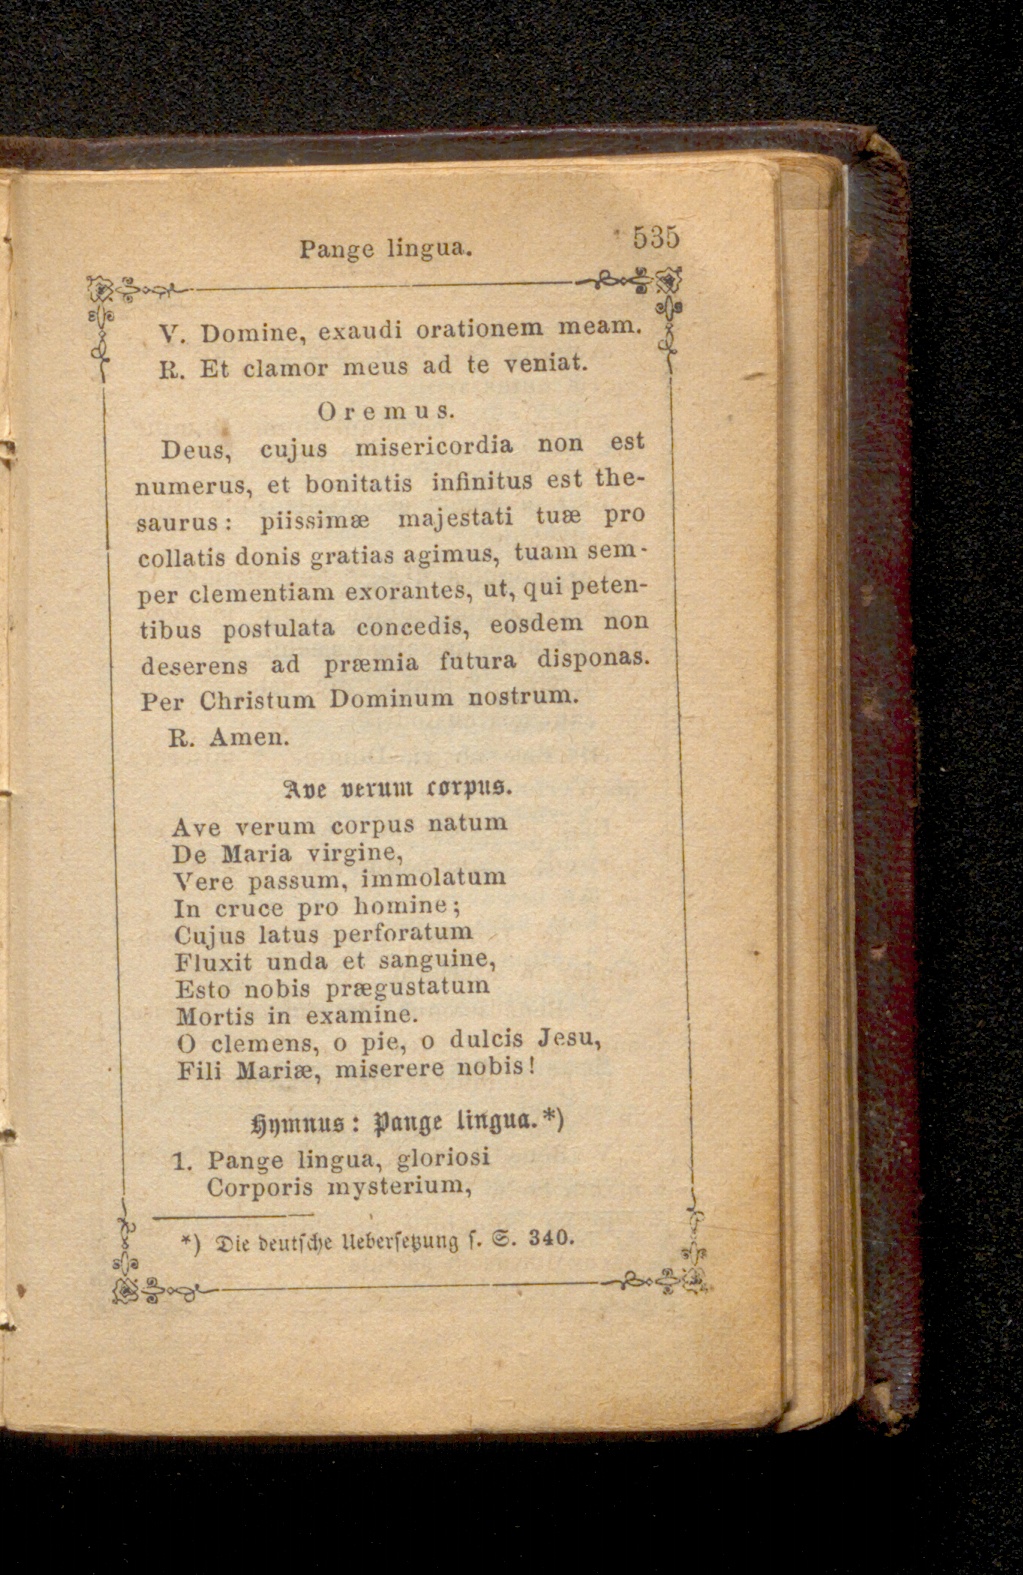 Pange lingua. 535
V. Domine, exaudi orationem meam.
R. Et clamor meus ad te veniat.
Oremus.
Deus, cujus misericordia non est
numerus, et bonitatis infinitus est the-
saurus: piissimæ majestati tuæ pro
collatis donis gratias agimus, tuam sem-
per clementiam exorantes, ut, qui peten-
tibus postulata concedis, eosdem non
deserens ad præmia futura disponas.
Per Christum Dominum nostrum.
R. Amen.
Ave verum corpus.
Ave verum corpus natum
De Maria virgine,
Vere passum, immolatum
In cruce pro homine;
Cujus latus perforatum
Fluxit unda et sanguine,
Esto nobis prægustatum
Mortis in examine.
O clemens, o pie, o dulcis Jesu,
Fili Mariæ, miserere nobis!
Hymnus: Pange lingua.*)
1. Pange lingua, gloriosi
Corporis mysterium,
*) Die deutſche Ueberſetzung ſ. S. 340.